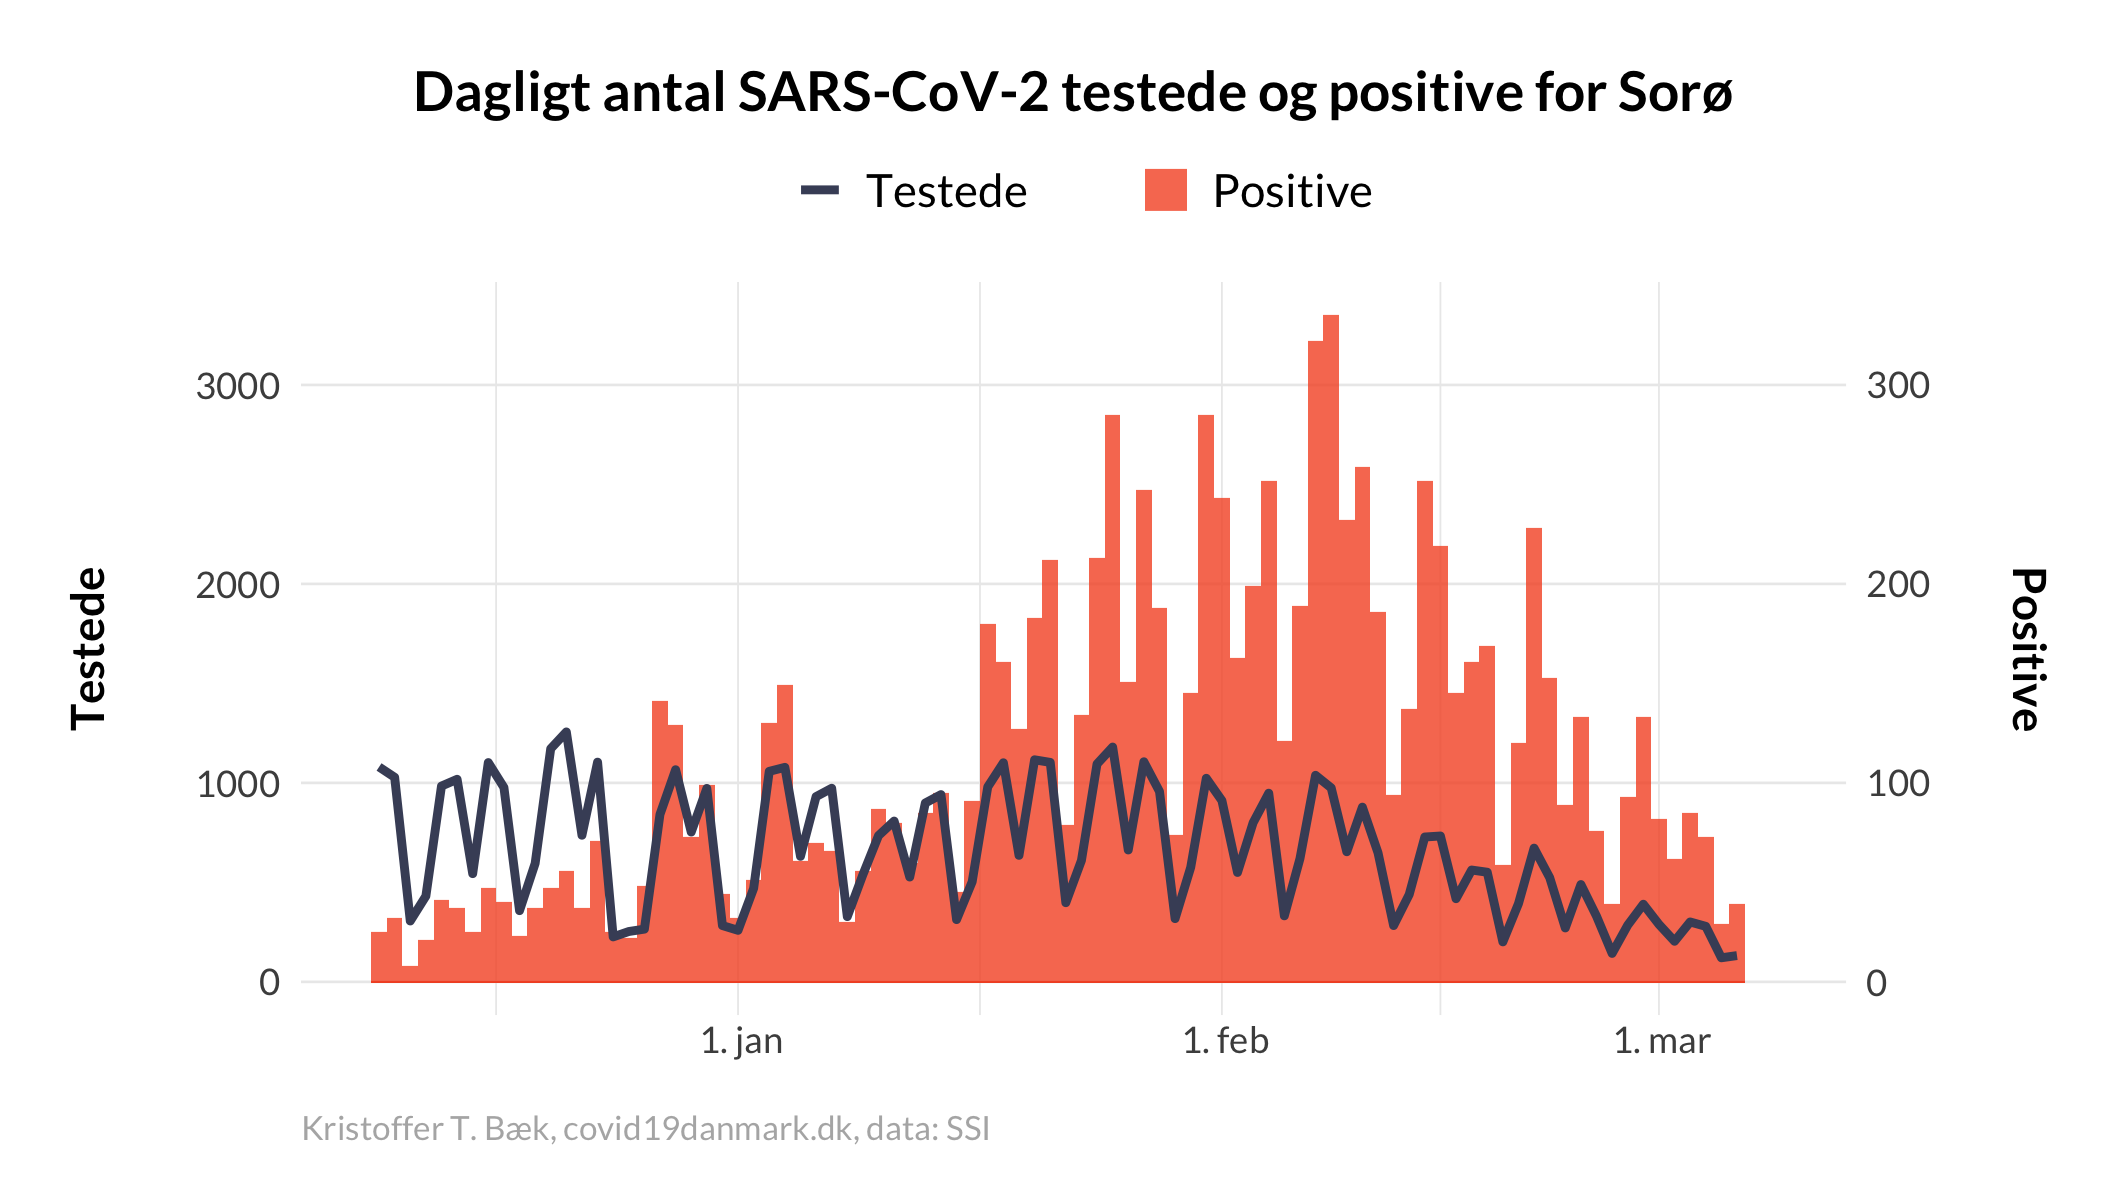 Dagligt antal SARS-CoV-2 testede og positive for Sorø
Testede
Positive
3000
2000
1000
0
Testede
300
200
100
0
Positive
1. jan
1. feb
1. mar
Kristoffer T. Bæk, covid19danmark.dk, data: SSI